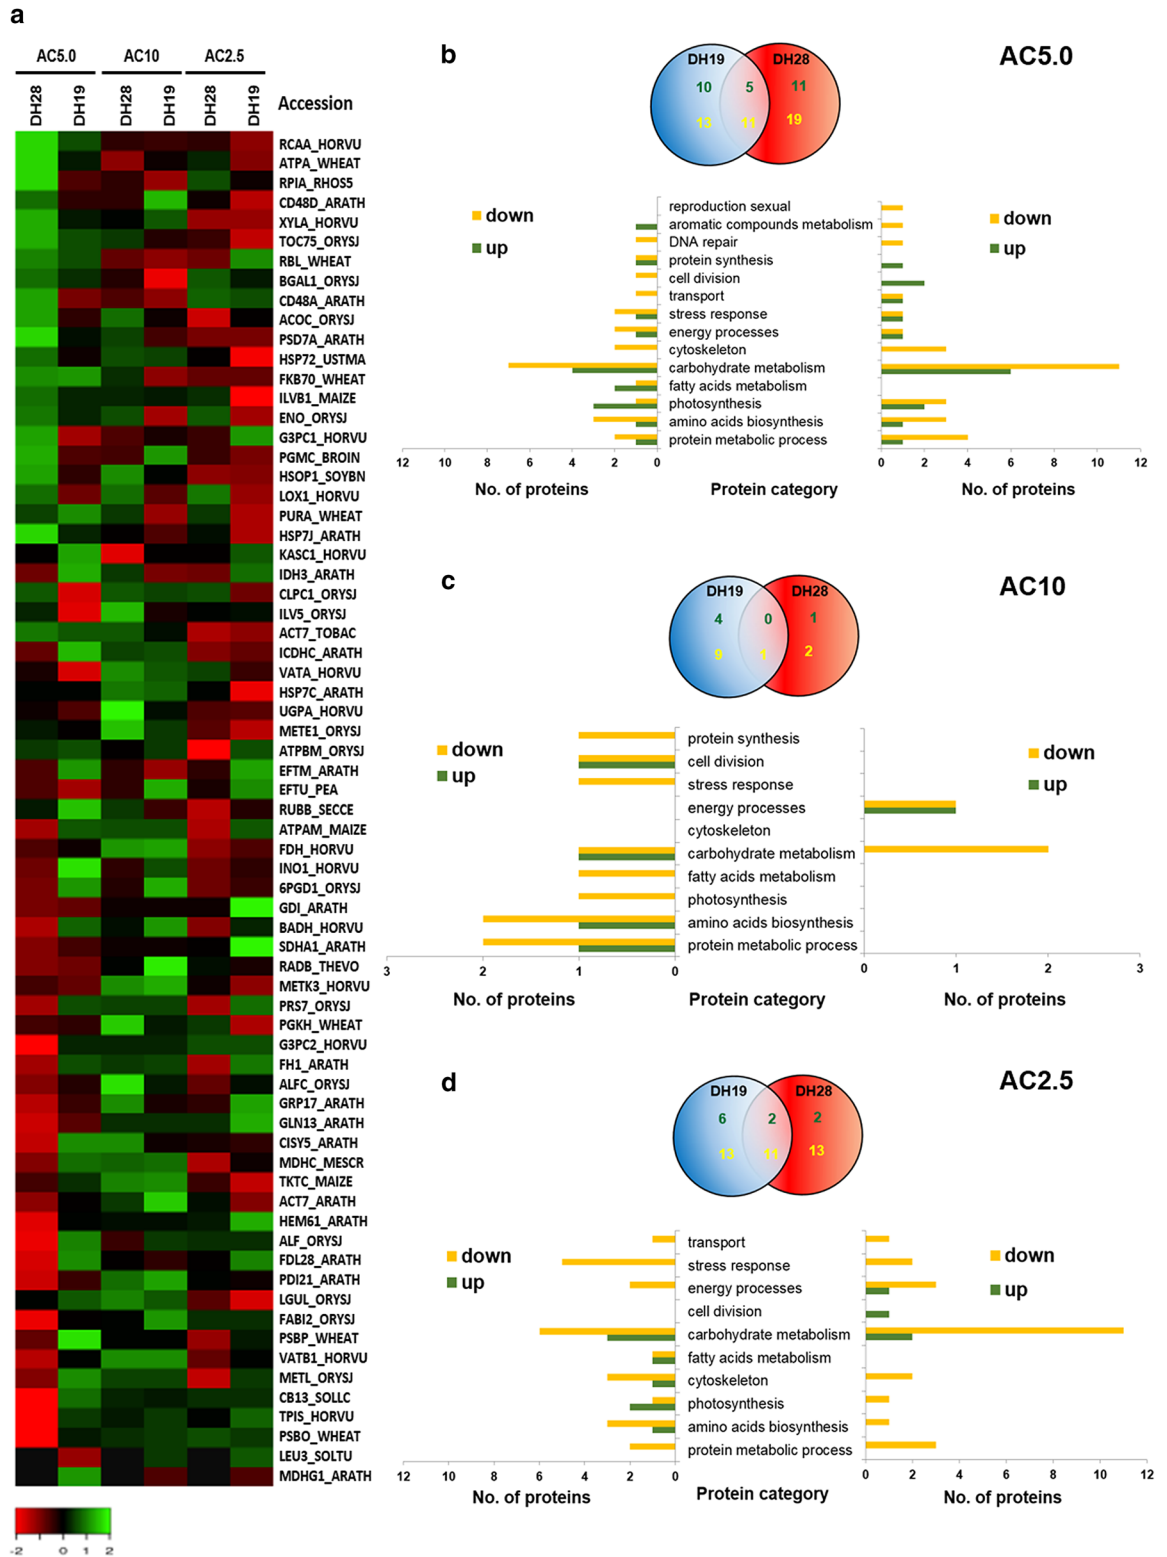 a
AC5.0 AC10 AC2.5
DH28 DH19 DH28 DH19 DH28 DH19
Accession
RCAA_HORVU
ATPA_WHEAT
RPIA_RHOS5
CD48D_ARATH
XYLA_HORVU
TOC75_ORYSJ
RBL_WHEAT
BGAL1_ORYSJ
CD48A_ARATH
ACOC_ORYSJ
PSD7A_ARATH
HSP72_USTMA
FKB70_WHEAT
ILVB1_MAIZE
ENO_ORYSJ
G3PC1_HORVU
PGMC_BROIN
HSOP1_SOYBN
LOX1_HORVU
PURA_WHEAT
HSP7J_ARATH
KASC1_HORVU
IDH3_ARATH
CLPC1_ORYSJ
ILV5_ORYSJ
ACT7_TOBAC
ICDHC_ARATH
VATA_HORVU
HSP7C_ARATH
UGPA_HORVU
METE1_ORYSJ
ATPBM_ORYSJ
EFTM_ARATH
EFTU_PEA
RUBB_SECCE
ATPAM_MAIZE
FDH_HORVU
INO1_HORVU
6PGD1_ORYSJ
GDI_ARATH
BADH_HORVU
SDHA1_ARATH
RADB_THEVO
METK3_HORVU
PRS7_ORYSJ
PGKH_WHEAT
G3PC2_HORVU
FH1_ARATH
ALFC_ORYSJ
GRP17_ARATH
GLN13_ARATH
CISY5_ARATH
MDHC_MESCR
TKTC_MAIZE
ACT7_ARATH
HEM61_ARATH
ALF_ORYSJ
FDL28_ARATH
PDI21_ARATH
LGUL_ORYSJ
FABI2_ORYSJ
PSBP_WHEAT
VATB1_HORVU
METL_ORYSJ
CB13_SOLLC
TPIS_HORVU
PSBO_WHEAT
LEU3_SOLTU
MDHG1_ARATH
-2 0 1 2
b
DH19 DH28
10 5 11
13 11 19
AC5.0
down
up
reproduction sexual
aromatic compounds metabolism
DNA repair
protein synthesis
cell division
transport
stress response
energy processes
cytoskeleton
carbohydrate metabolism
fatty acids metabolism
photosynthesis
amino acids biosynthesis
protein metabolic process
down
up
12 10 8 6 4 2 0
0 2 4 6 8 10 12
No. of proteins Protein category No. of proteins
c
DH19 DH28
4 0 1
9 1 2
AC10
down
up
protein synthesis
cell division
stress response
energy processes
cytoskeleton
carbohydrate metabolism
fatty acids metabolism
photosynthesis
amino acids biosynthesis
protein metabolic process
down
up
3 2 1 0
0 1 2 3
No. of proteins Protein category No. of proteins
d
DH19 DH28
6 2 2
13 11 13
AC2.5
down
up
transport
stress response
energy processes
cell division
carbohydrate metabolism
fatty acids metabolism
cytoskeleton
photosynthesis
amino acids biosynthesis
protein metabolic process
down
up
12 10 8 6 4 2 0
0 2 4 6 8 10 12
No. of proteins Protein category No. of proteins